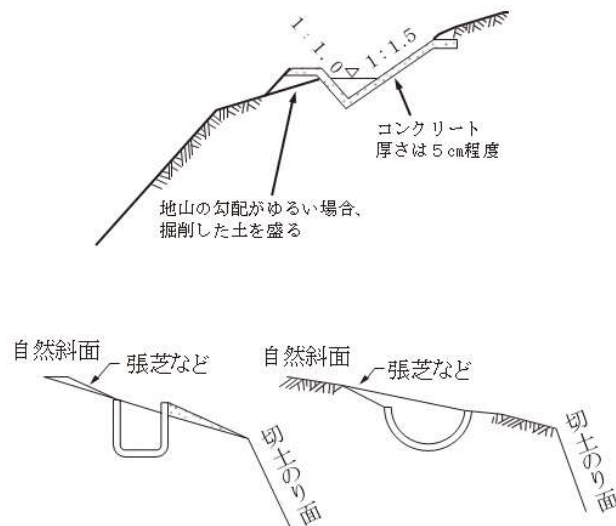 1：1.0
1：1.5
コンクリート
厚さは5㎝程度
地山の勾配がゆるい場合、
掘削した土を盛る
自然斜面
張芝など
切土のり面
自然斜面
張芝など
切土のり面